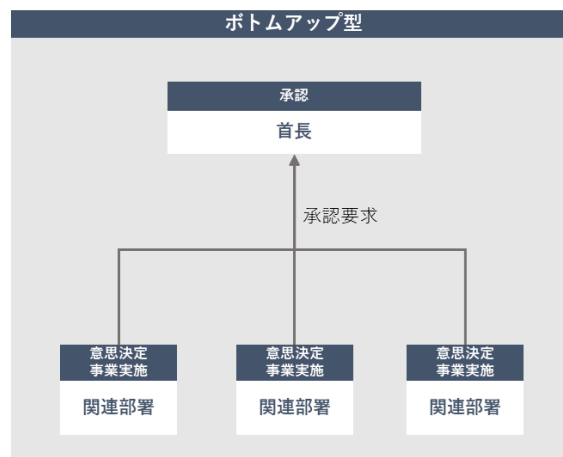 ボトムアップ型
承認
首長
承認要求
意思決定
事業実施
関連部署
意思決定
事業実施
関連部署
意思決定
事業実施
関連部署